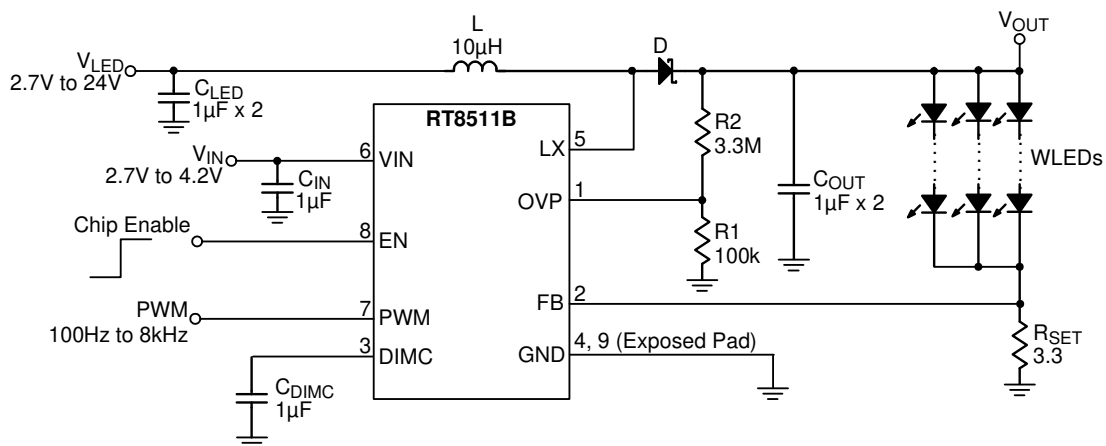 L
10µH
D
VOUT
VLED
2.7V to 24V
CLED
1µF x 2
RT8511B
R2
3.3M
LX
5
6
VIN
VIN
2.7V to 4.2V
CIN
1µF
WLEDs
1
OVP
COUT
1µF x 2
Chip Enable
8
EN
R1
100k
FB
2
PWM
100Hz to 8kHz
7
PWM
3
DIMC
GND
4, 9 (Exposed Pad)
RSET
3.3
CDIMC
1µF